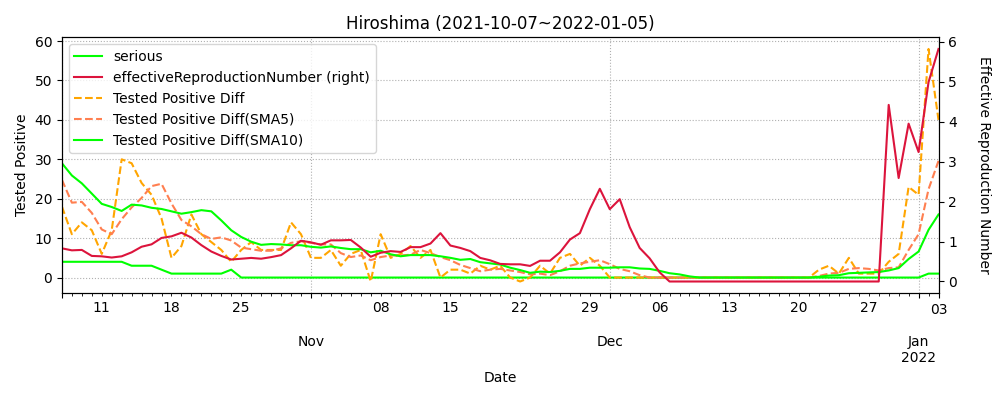 Hiroshima (2021-10-07~2022-01-05)
serious
effectiveReproductionNumber (right)
Tested Positive Diff
Tested Positive Diff(SMA5)
Tested Positive Diff(SMA10)
Tested Positive
60
50
40
30
20
10
0
6
5
4
3
2
1
0
Effective Reproduction Number
11 18 25 08 15 22 29 06 13 20 27 03
Nov Dec Jan
2022
Date